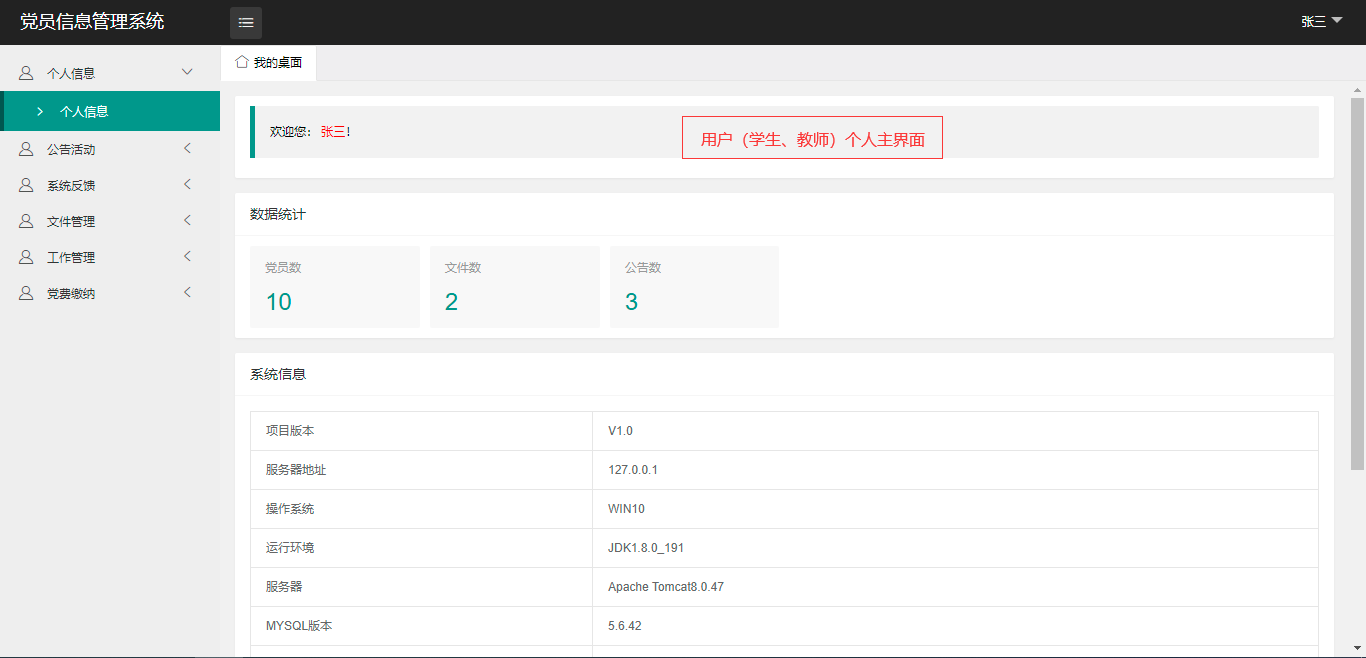 党员信息管理系统
张三
个人信息
个人信息
公告活动
系统反馈
文件管理
工作管理
党费缴纳
我的桌面
欢迎您：张三！
用户（学生、教师）个人主界面
数据统计
党员数
10
文件数
2
公告数
3
系统信息
项目版本 V1.0
服务器地址 127.0.0.1
操作系统 WIN10
运行环境 JDK1.8.0_191
服务器 Apache Tomcat8.0.47
MYSQL版本 5.6.42